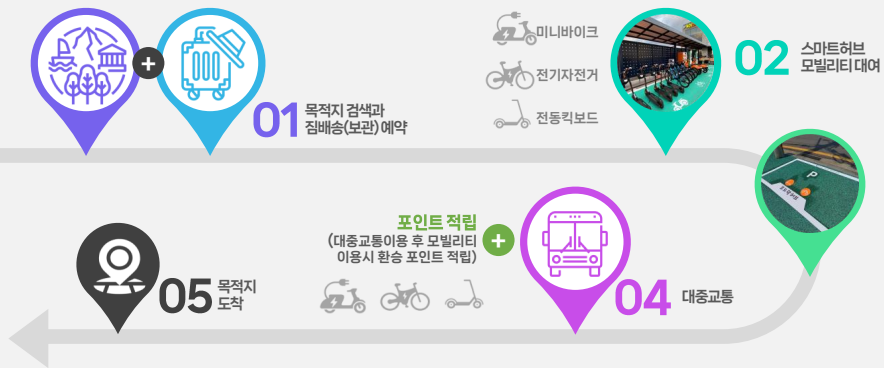 01 목적지 검색과
짐배송(보관) 예약
미니바이크
전기자전거
전동킥보드
02 스마트허브
모빌리티 대여
P
포인트 적립
(대중교통이용 후 모빌리티
이용시 환승 포인트 적립)
04 대중교통
05 목적지
도착